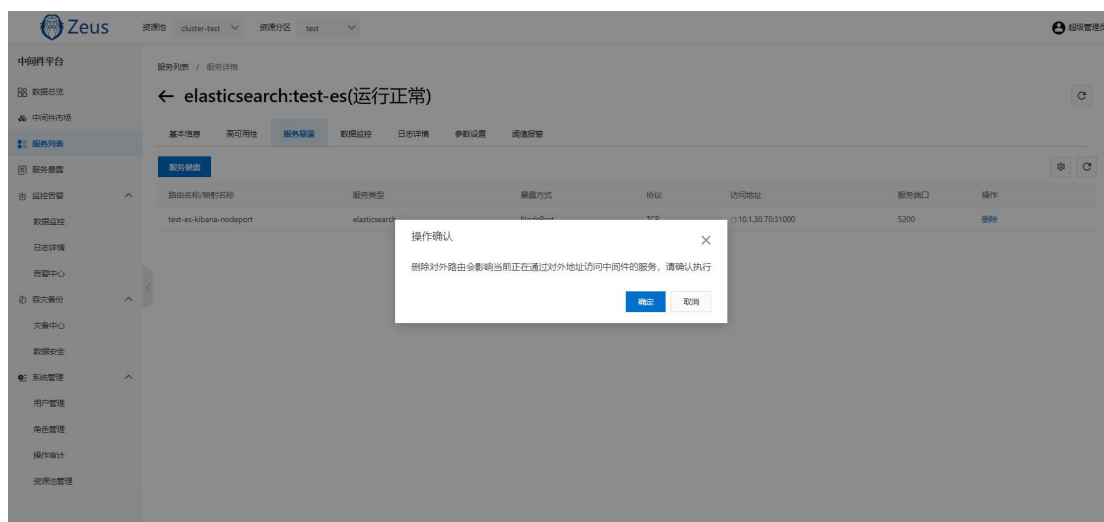 Zeus
资源池 cluster-test 资源分区 test
超级管理员
中间件平台
数据总览
中间件市场
服务列表
服务暴露
监控告警
数据监控
日志详情
告警中心
容灾备份
灾备中心
数据安全
系统管理
用户管理
角色管理
操作审计
资源池管理
服务列表 / 服务详情
elasticsearch:test-es(运行正常)
基本信息 高可用性 服务暴露 数据监控 日志详情 参数设置 阈值报警
服务暴露
路由名称/映射名称 服务类型 暴露方式 协议 访问地址 服务端口 操作
test-es-kibana-nodeport elasticsearch NodePort TCP 10.1.30.70:31000 5200 删除
操作确认
删除对外路由会影响当前正在通过对外地址访问中间件的服务，请确认执行
确定 取消